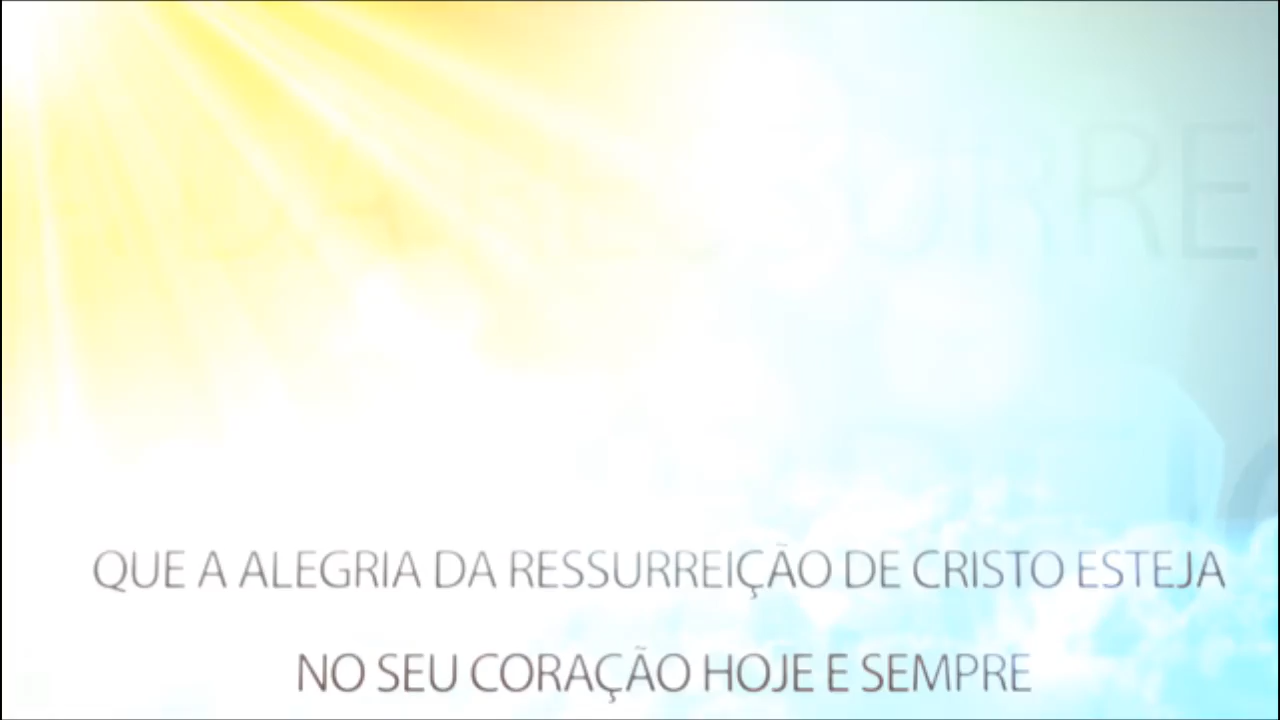 QUE A ALEGRIA DA RESSURREIÇÃO DE CRISTO ESTEJA
NO SEU CORAÇÃO HOJE E SEMPRE